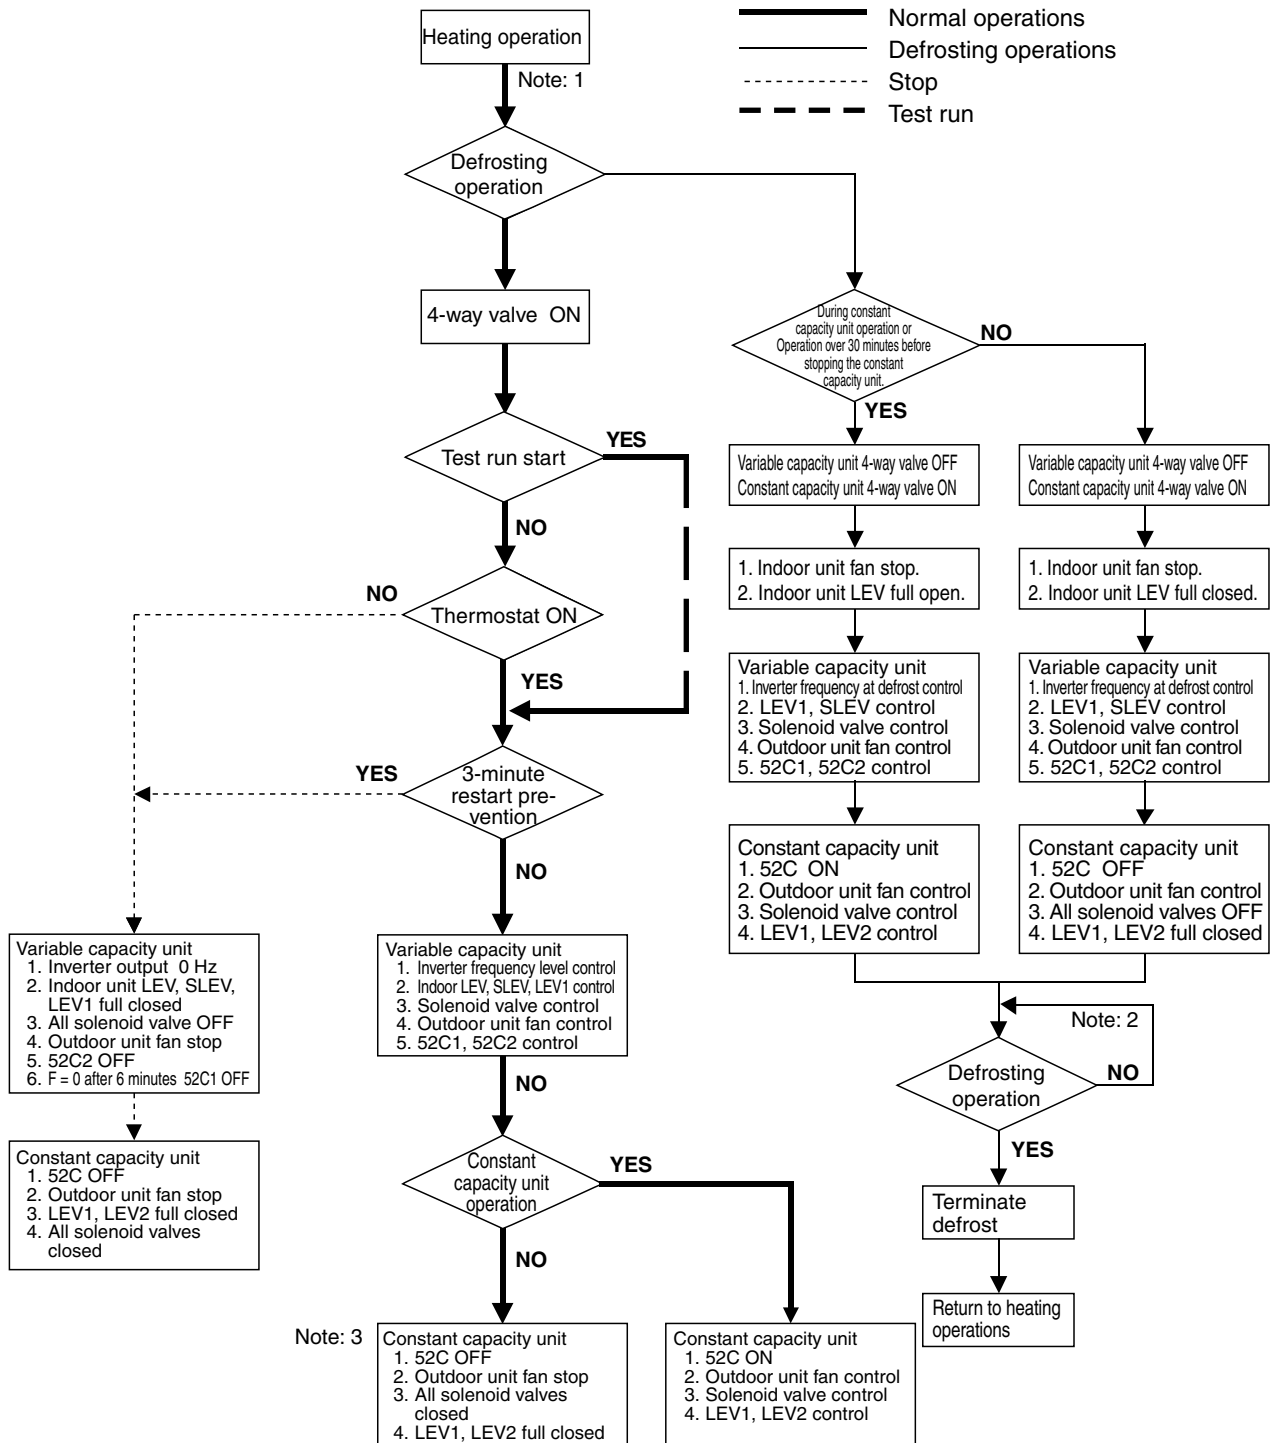 Heating operation
Note: 1
Normal operations
Defrosting operations
Stop
Test run
Defrosting
operation
4-way valve ON
During constant
capacity unit operation or
Operation over 30 minutes before
stopping the constant
capacity unit.
NO
YES
Test run start
YES
NO
Variable capacity unit 4-way valve OFF
Constant capacity unit 4-way valve ON
Variable capacity unit 4-way valve OFF
Constant capacity unit 4-way valve ON
1. Indoor unit fan stop.
2. Indoor unit LEV full open.
1. Indoor unit fan stop.
2. Indoor unit LEV full closed.
NO
Thermostat ON
YES
Variable capacity unit
1. Inverter frequency at defrost control
2. LEV1, SLEV control
3. Solenoid valve control
4. Outdoor unit fan control
5. 52C1, 52C2 control
Variable capacity unit
1. Inverter frequency at defrost control
2. LEV1, SLEV control
3. Solenoid valve control
4. Outdoor unit fan control
5. 52C1, 52C2 control
YES
3-minute
restart pre-
vention
NO
Constant capacity unit
1. 52C ON
2. Outdoor unit fan control
3. Solenoid valve control
4. LEV1, LEV2 control
Constant capacity unit
1. 52C OFF
2. Outdoor unit fan control
3. All solenoid valves OFF
4. LEV1, LEV2 full closed
Variable capacity unit
1. Inverter output 0 Hz
2. Indoor unit LEV, SLEV,
LEV1 full closed
3. All solenoid valve OFF
4. Outdoor unit fan stop
5. 52C2 OFF
6. F = 0 after 6 minutes 52C1 OFF
Variable capacity unit
1. Inverter frequency level control
2. Indoor LEV, SLEV, LEV1 control
3. Solenoid valve control
4. Outdoor unit fan control
5. 52C1, 52C2 control
NO
Note: 2
Defrosting
operation
NO
YES
Constant capacity unit
1. 52C OFF
2. Outdoor unit fan stop
3. LEV1, LEV2 full closed
4. All solenoid valves
closed
Constant
capacity unit
operation
YES
NO
Terminate
defrost
Return to heating
operations
Note: 3
Constant capacity unit
1. 52C OFF
2. Outdoor unit fan stop
3. All solenoid valves
closed
4. LEV1, LEV2 full closed
Constant capacity unit
1. 52C ON
2. Outdoor unit fan control
3. Solenoid valve control
4. LEV1, LEV2 control